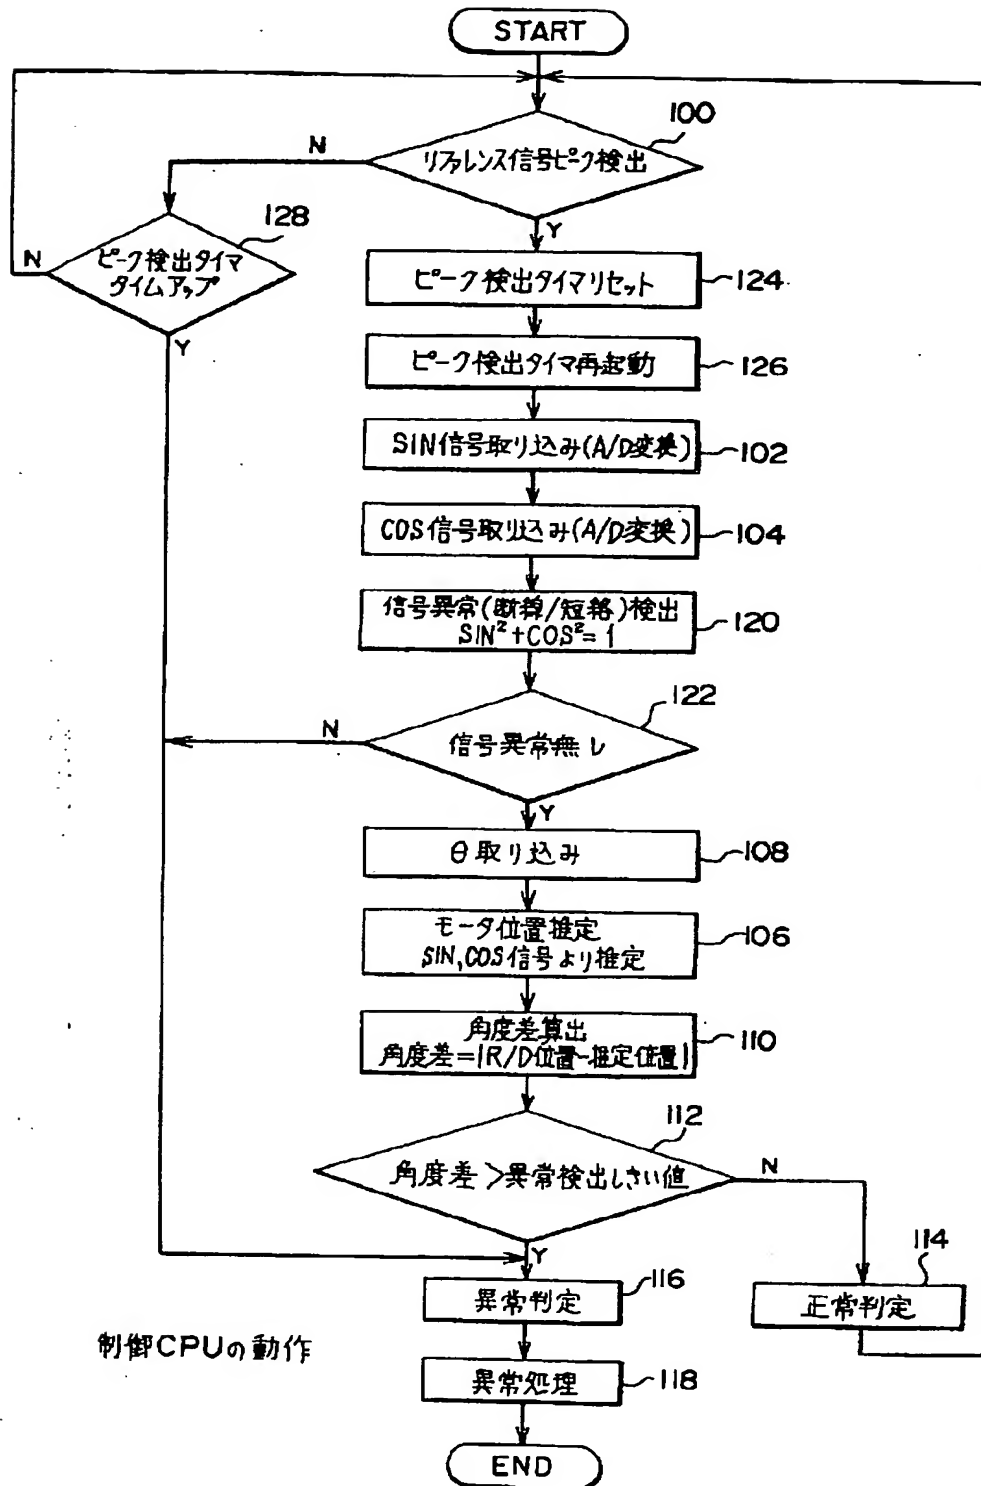 START
100
リファレンス信号ピーク検出
N
Y
128
ピーク検出タイマ
タイムアップ
N
Y
ピーク検出タイマリセット
124
ピーク検出タイマ再起動
126
SIN信号取り込み(A/D変換)
102
COS信号取り込み(A/D変換)
104
信号異常(断線/短絡)検出
SIN²+COS²=1
120
122
N
信号異常無し
Y
θ取り込み
108
モータ位置推定
SIN,COS信号より推定
106
角度差算出
角度差=|R/D位置-推定位置|
110
112
角度差>異常検出しきい値
N
Y
114
異常判定
116
正常判定
制御CPUの動作
異常処理
118
END